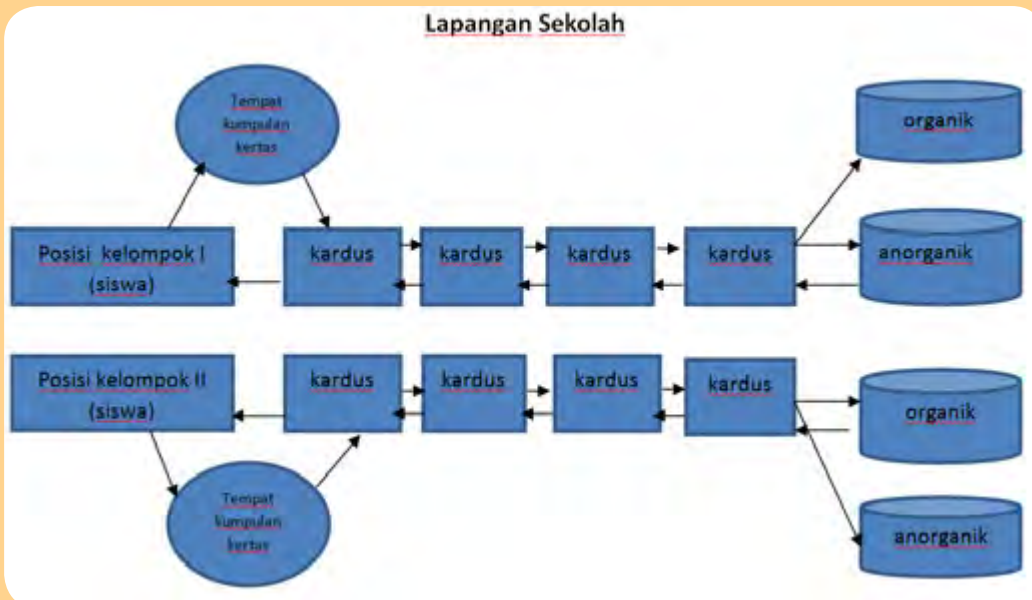 Lapangan Sekolah
Tempat
kumpulan
kertas
organik
Posisi kelompok I
(siswa)
kardus
kardus
kardus
kardus
anorganik
Posisi kelompok II
(siswa)
kardus
kardus
kardus
kardus
organik
Tempat
kumpulan
kertas
anorganik